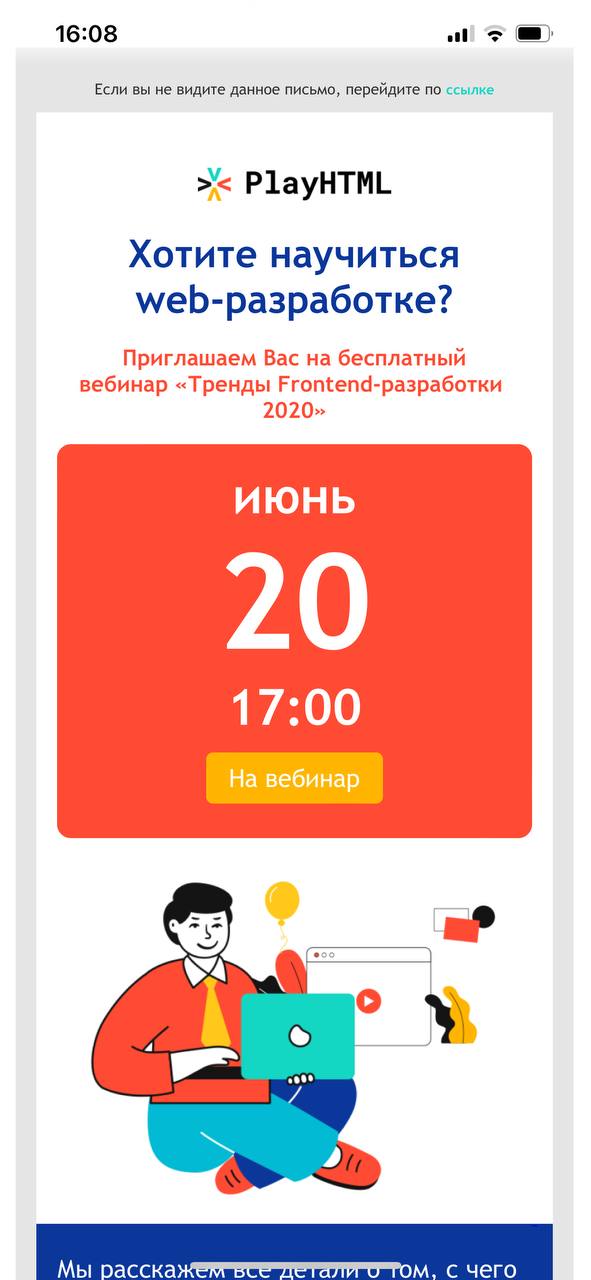 16:08
Если вы не видите данное письмо, перейдите по ссылке
PlayHTML
Хотите научиться
web-разработке?
Приглашаем Вас на бесплатный
вебинар «Тренды Frontend-разработки
2020»
ИЮНЬ
20
17:00
На вебинар
Мы расскажем все детали о том, с чего